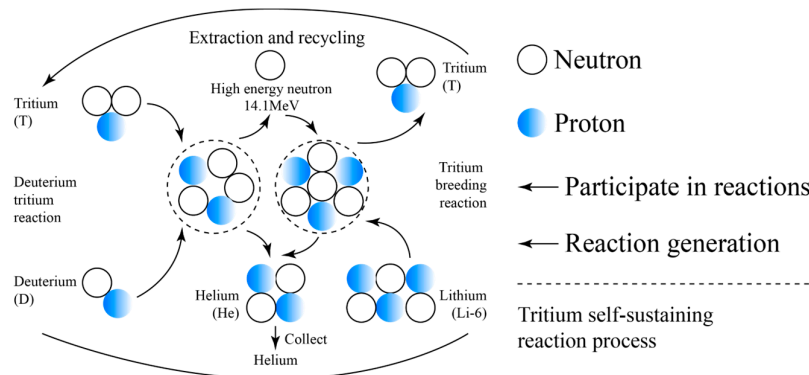 Extraction and recycling
High energy neutron
14.1MeV
Tritium
(T)
Tritium
(T)
Deuterium
tritium
reaction
Tritium
breeding
reaction
Deuterium
(D)
Helium
(He)
Lithium
(Li-6)
Collect
Helium
Neutron
Proton
Participate in reactions
Reaction generation
Tritium self-sustaining
reaction process